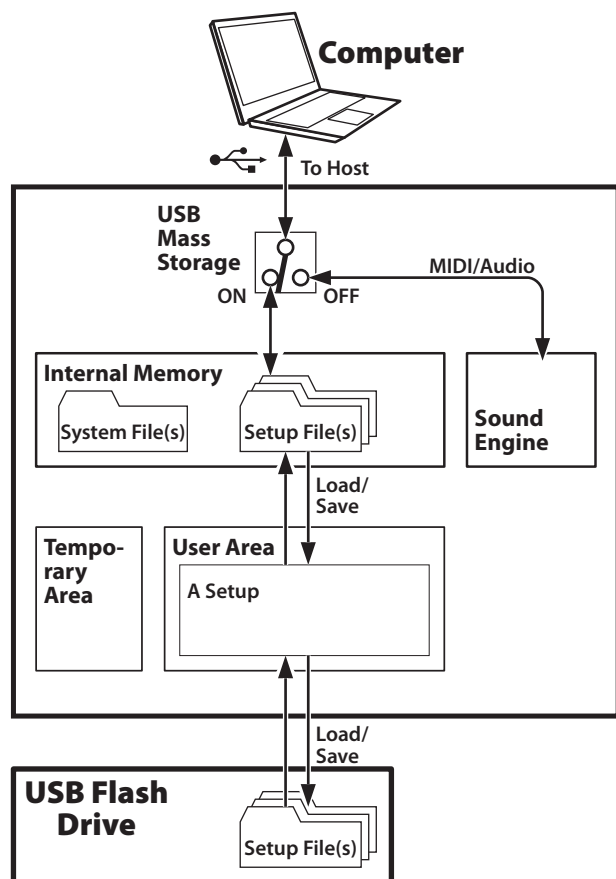 Computer
To Host
USB
Mass
Storage
ON
OFF
MIDI/Audio
Internal Memory
System File(s)
Setup File(s)
Sound
Engine
Load/
Save
Tempo-
rary
Area
User Area
A Setup
Load/
Save
USB Flash
Drive
Setup File(s)